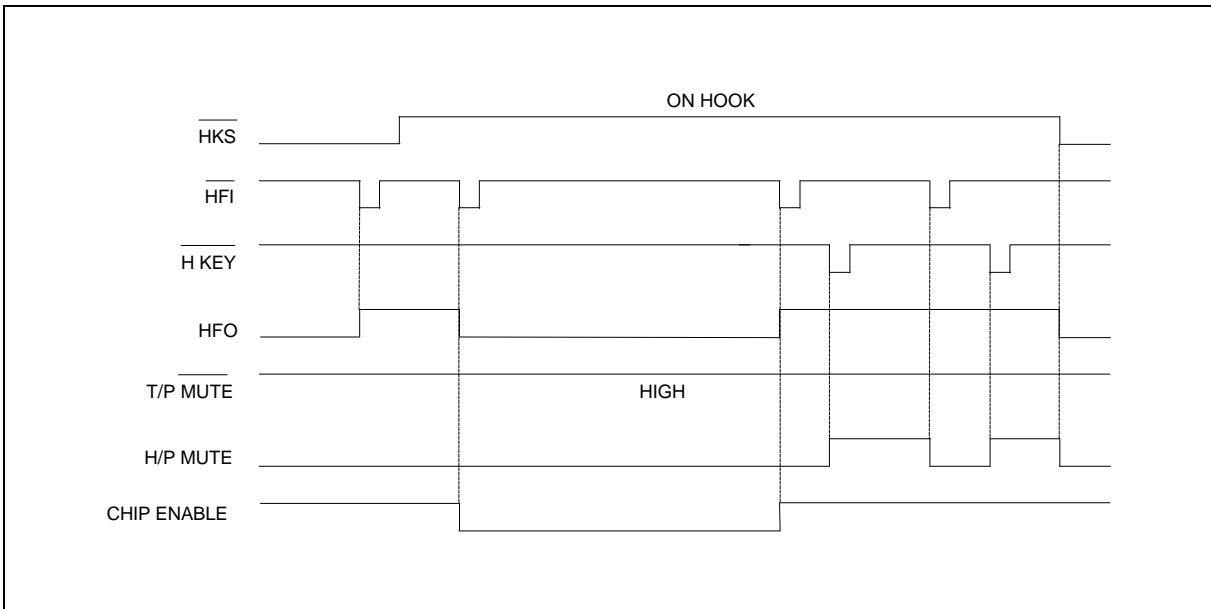 ON HOOK
HKS
HFI
H KEY
HFO
T/P MUTE
HIGH
H/P MUTE
CHIP ENABLE